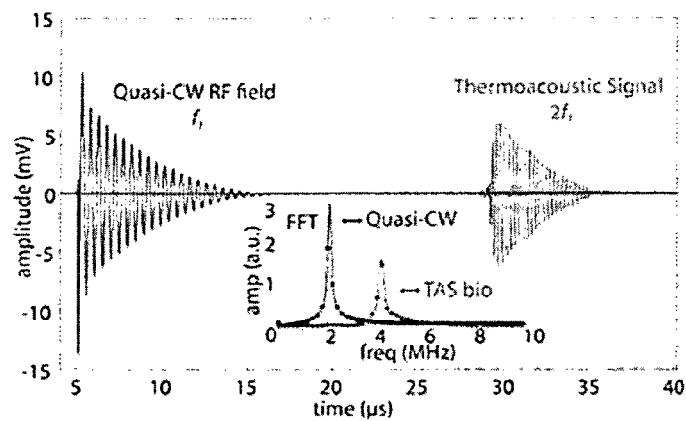 15
10
5
0
-5
-10
-15
amplitude (mV)
Quasi-CW RF field
f₁
Thermoacoustic Signal
2f₁
FFT
Quasi-CW
TAS bio
3
2
1
amp (a.u.)
0 2 4 6 8 10
freq (MHz)
5 10 15 20 25 30 35 40
time (µs)